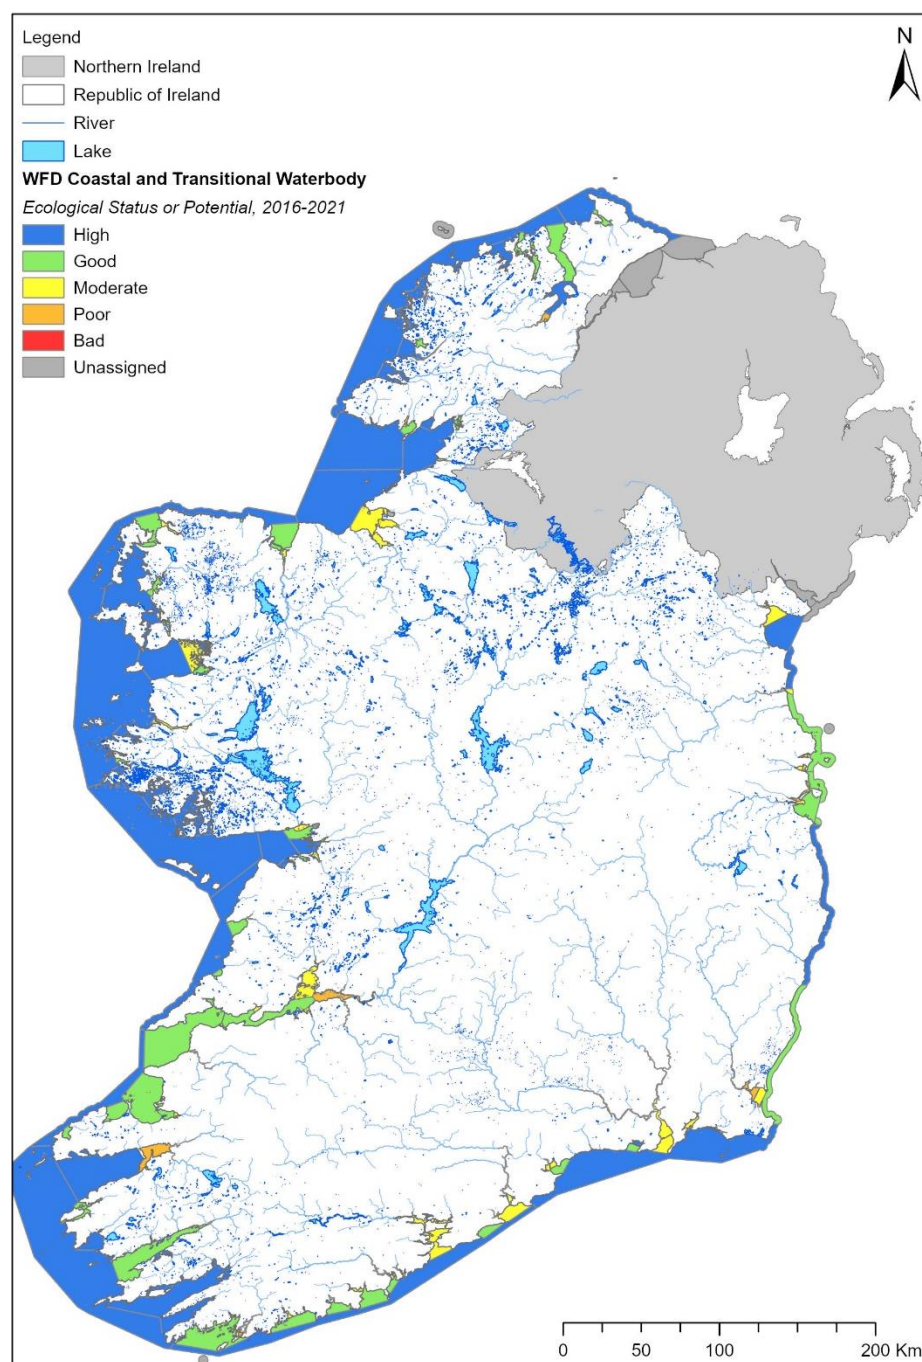 Legend
Northern Ireland
Republic of Ireland
River
Lake
WFD Coastal and Transitional Waterbody
Ecological Status or Potential, 2016-2021
High
Good
Moderate
Poor
Bad
Unassigned
N
0 50 100 200 Km